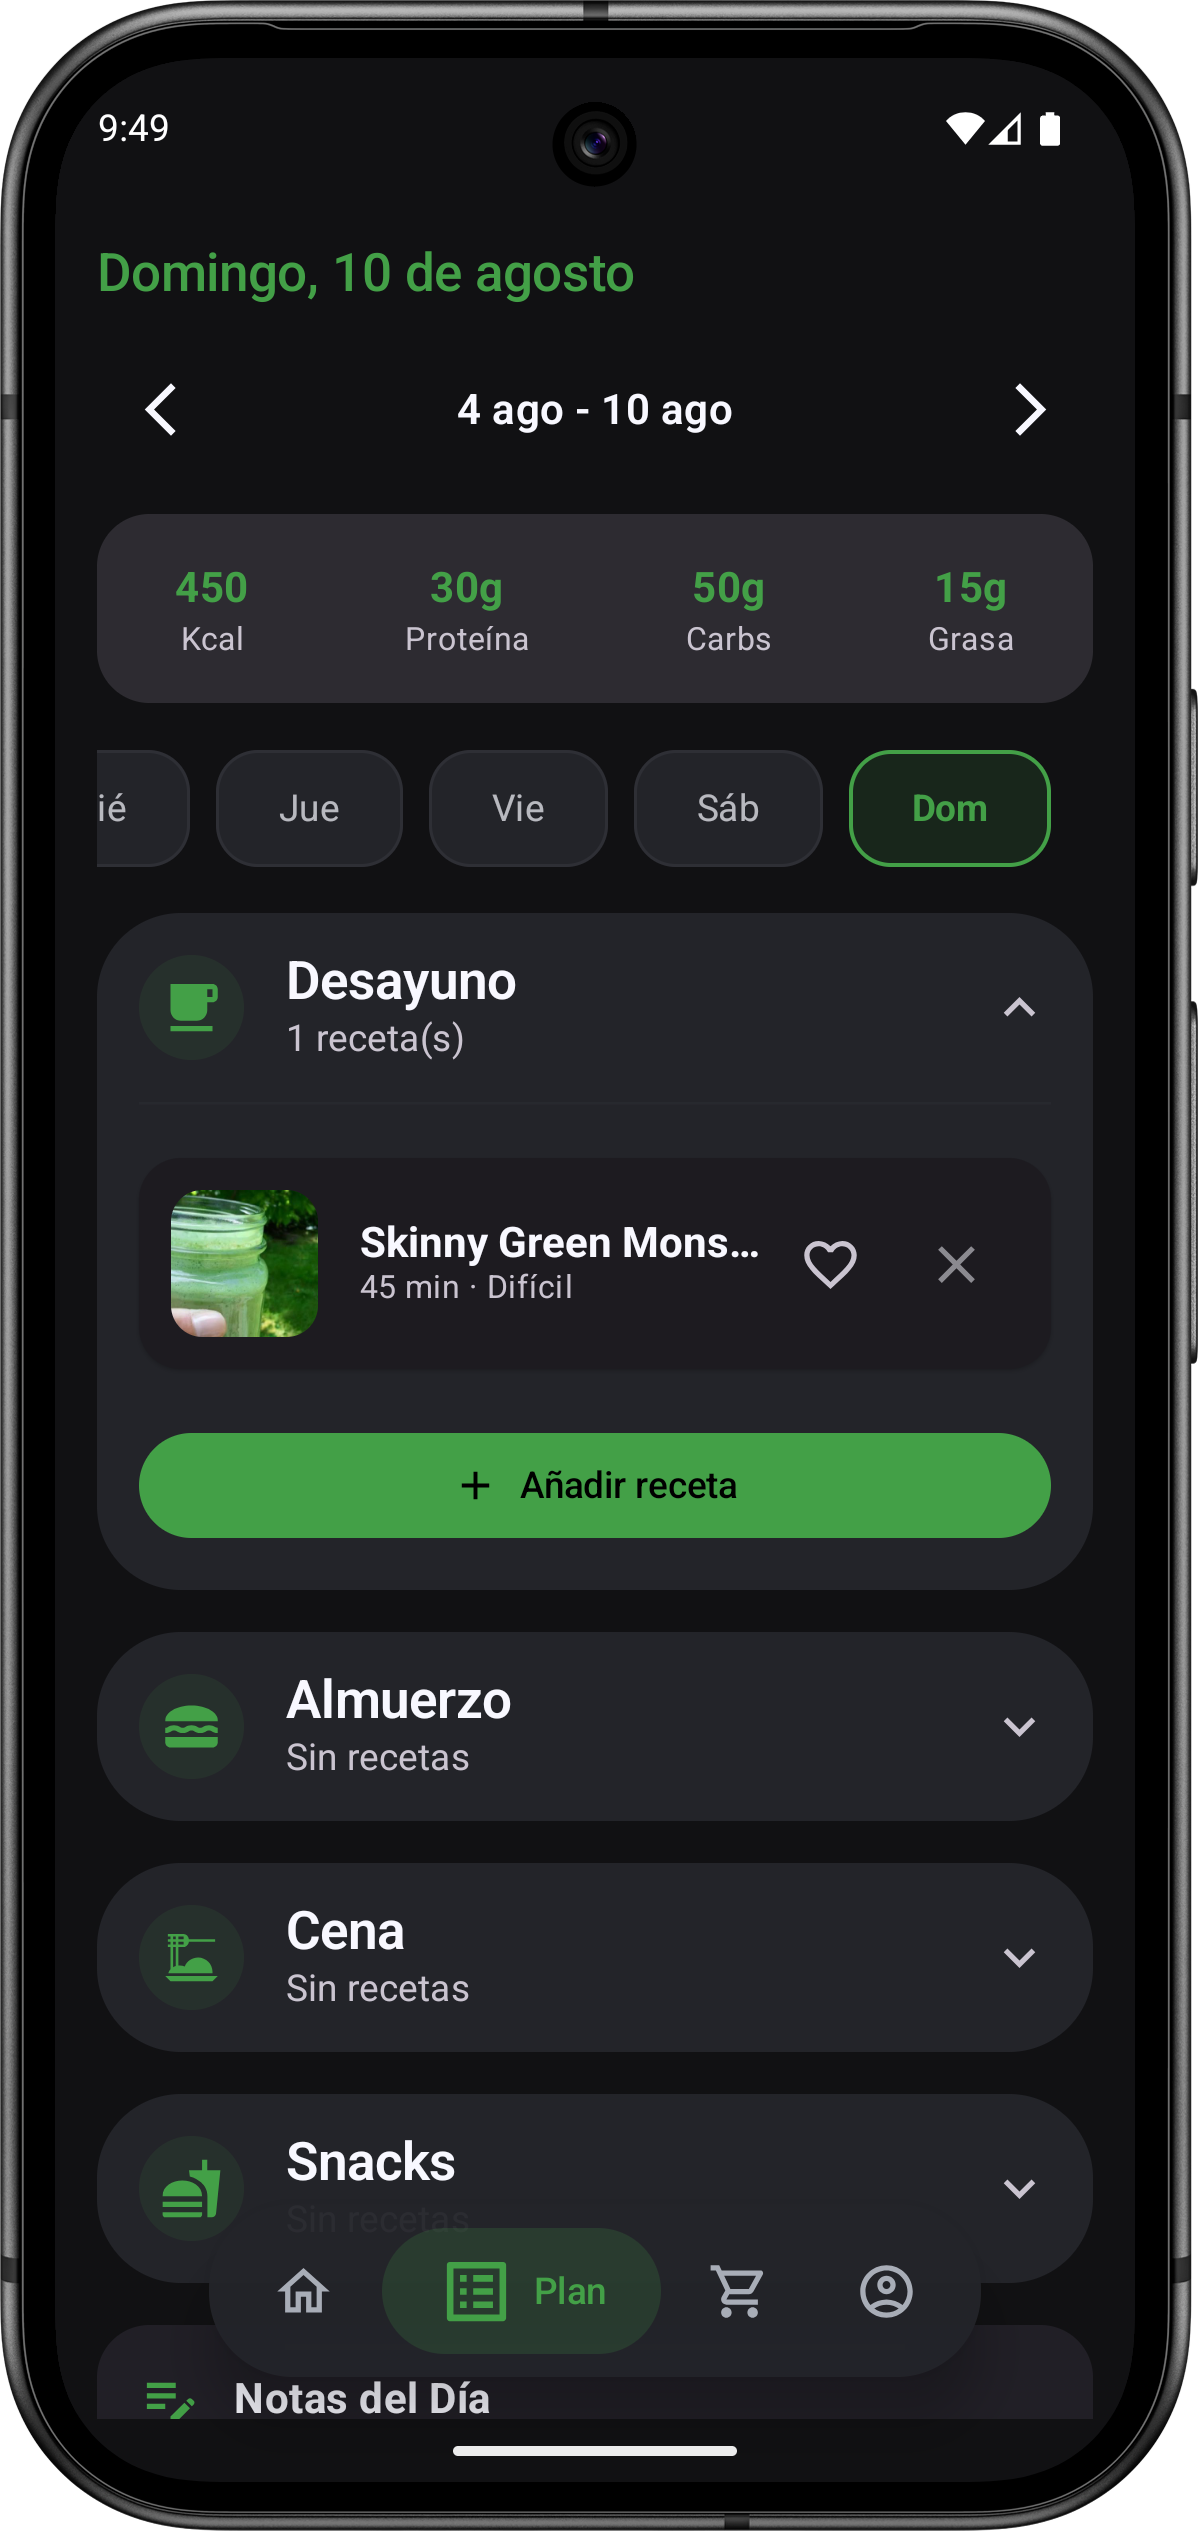 9:49
Domingo, 10 de agosto
4 ago - 10 ago
450 30g 50g 15g
Kcal Proteína Carbs Grasa
ié Jue Vie Sáb Dom
Desayuno
1 receta(s)
Skinny Green Mons...
45 min · Difícil
+ Añadir receta
Almuerzo
Sin recetas
Cena
Sin recetas
Snacks
Sin recetas
Plan
Notas del Día